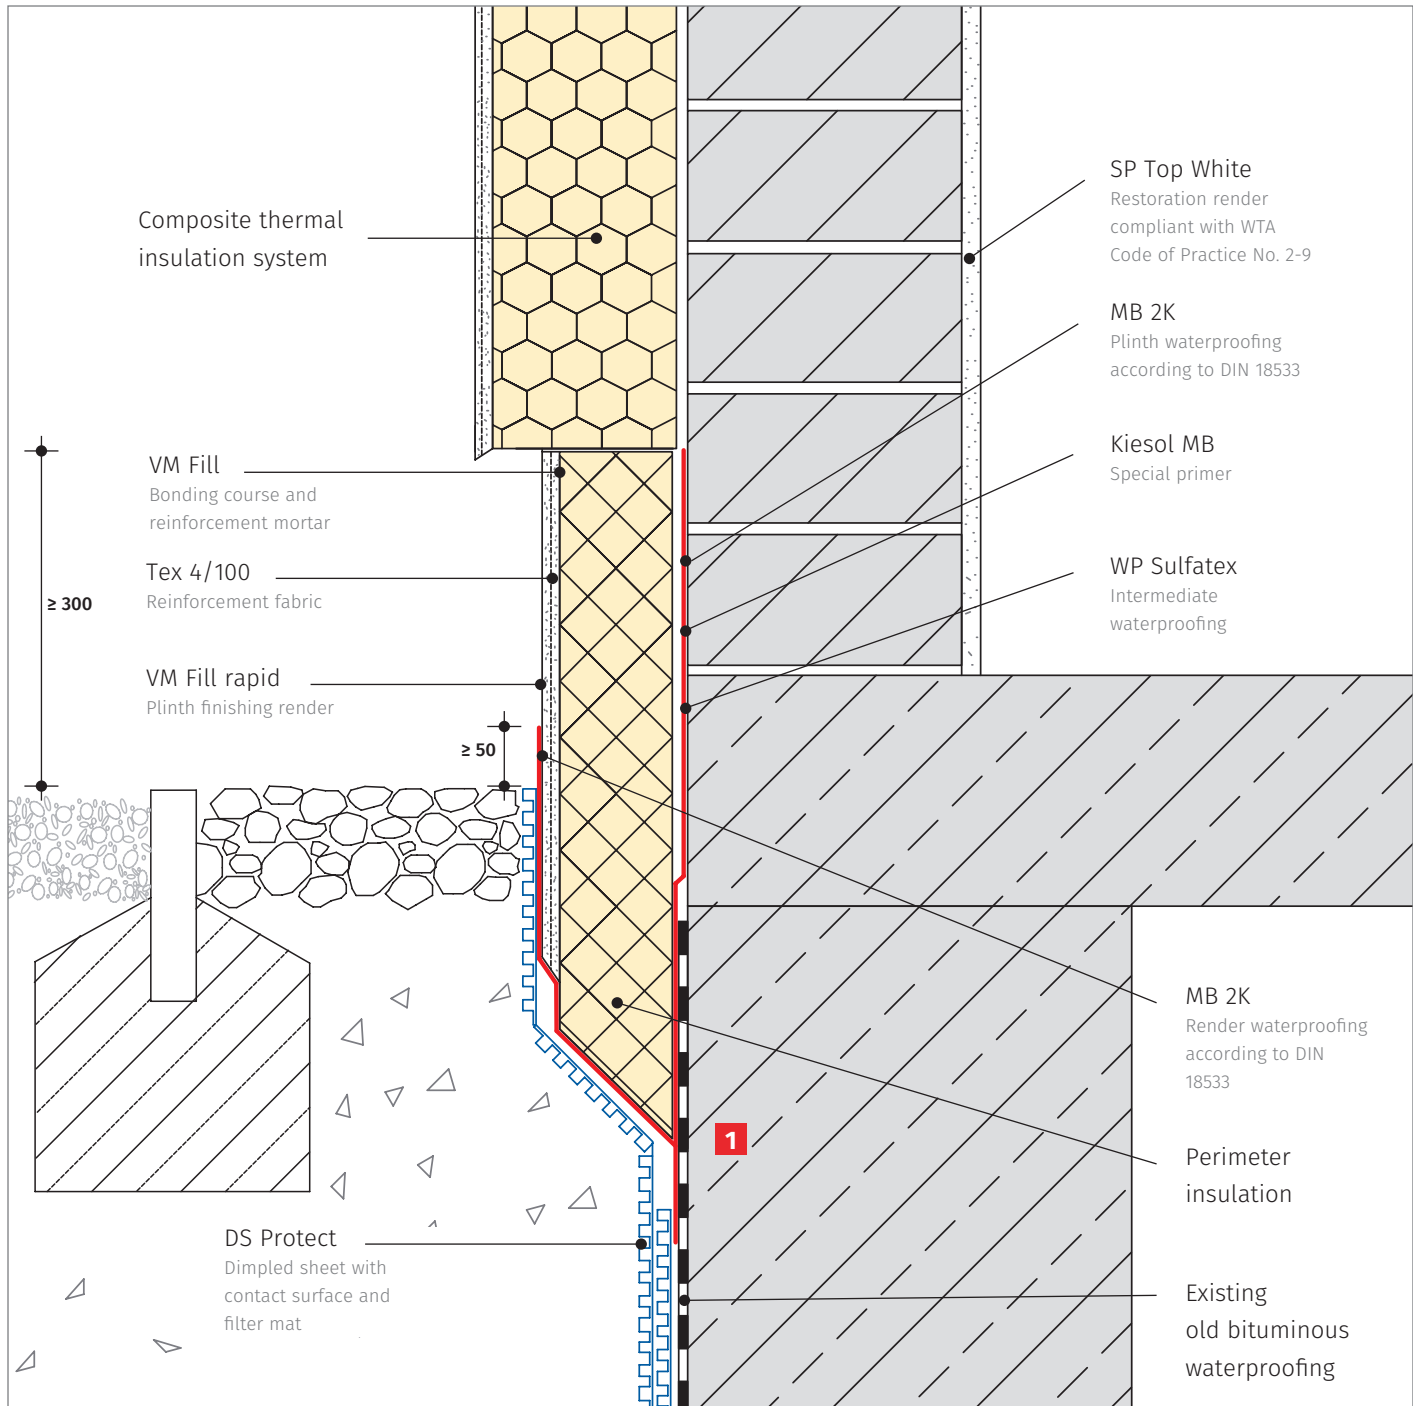 Composite thermal
insulation system
VM Fill
Bonding course and
reinforcement mortar
Tex 4/100
Reinforcement fabric
VM Fill rapid
Plinth finishing render
≥ 300
≥ 50
DS Protect
Dimpled sheet with
contact surface and
filter mat
SP Top White
Restoration render
compliant with WTA
Code of Practice No. 2-9
MB 2K
Plinth waterproofing
according to DIN 18533
Kiesol MB
Special primer
WP Sulfatex
Intermediate
waterproofing
MB 2K
Render waterproofing
according to DIN
18533
1
Perimeter
insulation
Existing
old bituminous
waterproofing